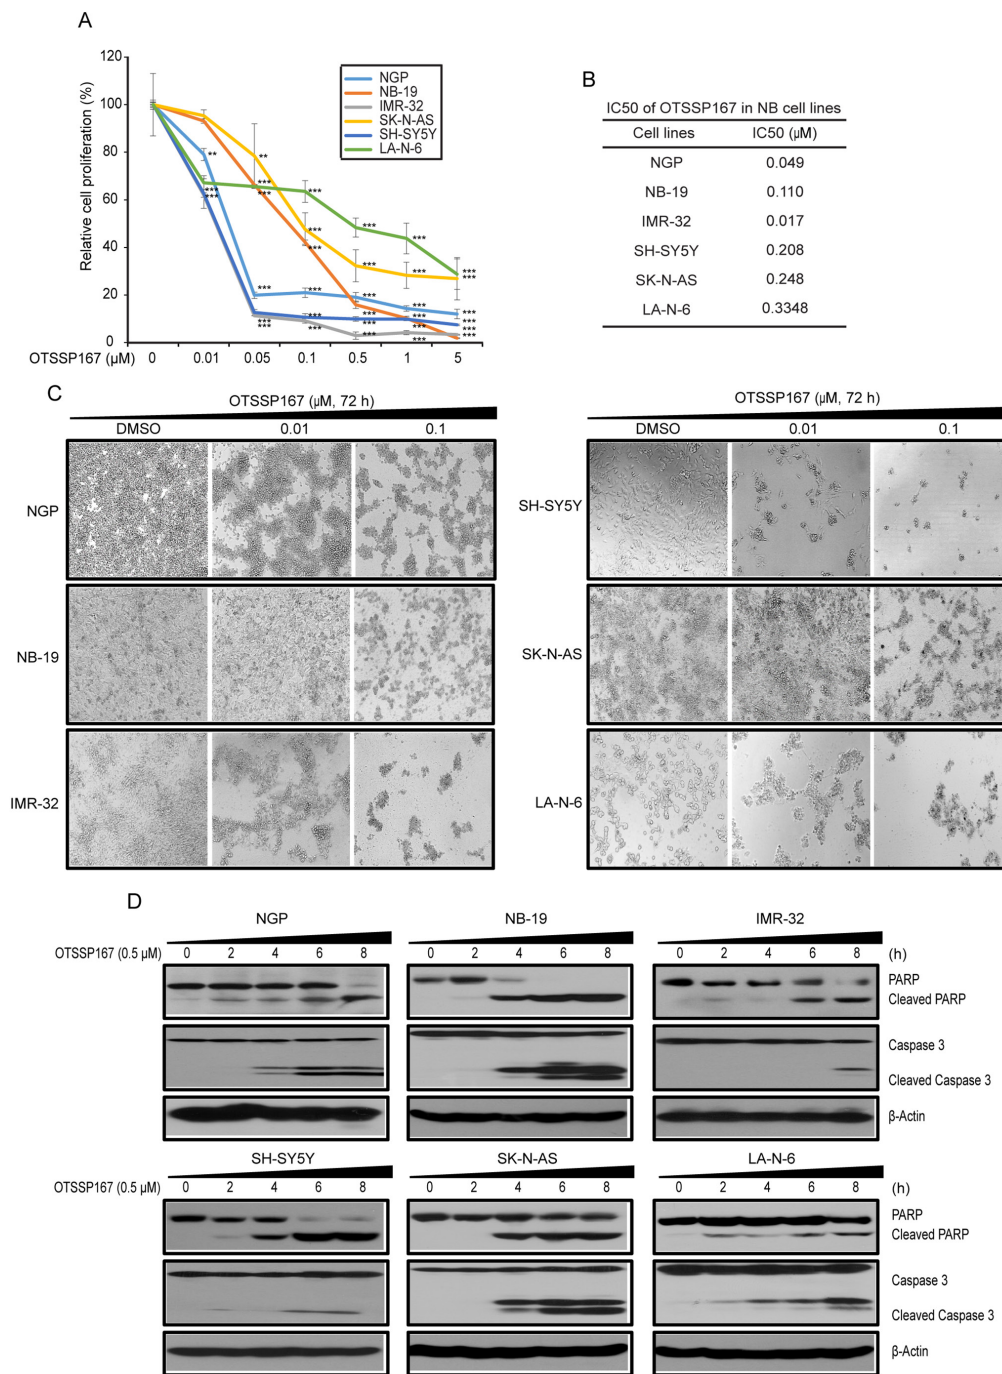 A
120
100
80
60
40
20
0
Relative cell proliferation (%)
NGP
NB-19
IMR-32
SK-N-AS
SH-SY5Y
LA-N-6
OTSSP167 (µM) 0 0.01 0.05 0.1 0.5 1 5
B
IC50 of OTSSP167 in NB cell lines
Cell lines IC50 (µM)
NGP 0.049
NB-19 0.110
IMR-32 0.017
SH-SY5Y 0.208
SK-N-AS 0.248
LA-N-6 0.3348
C
OTSSP167 (µM, 72 h)
DMSO 0.01 0.1
NGP
NB-19
IMR-32
OTSSP167 (µM, 72 h)
DMSO 0.01 0.1
SH-SY5Y
SK-N-AS
LA-N-6
D
NGP NB-19 IMR-32
OTSSP167 (0.5 µM) 0 2 4 6 8 0 2 4 6 8 0 2 4 6 8 (h)
PARP
Cleaved PARP
Caspase 3
Cleaved Caspase 3
β-Actin
SH-SY5Y SK-N-AS LA-N-6
OTSSP167 (0.5 µM) 0 2 4 6 8 0 2 4 6 8 0 2 4 6 8 (h)
PARP
Cleaved PARP
Caspase 3
Cleaved Caspase 3
β-Actin